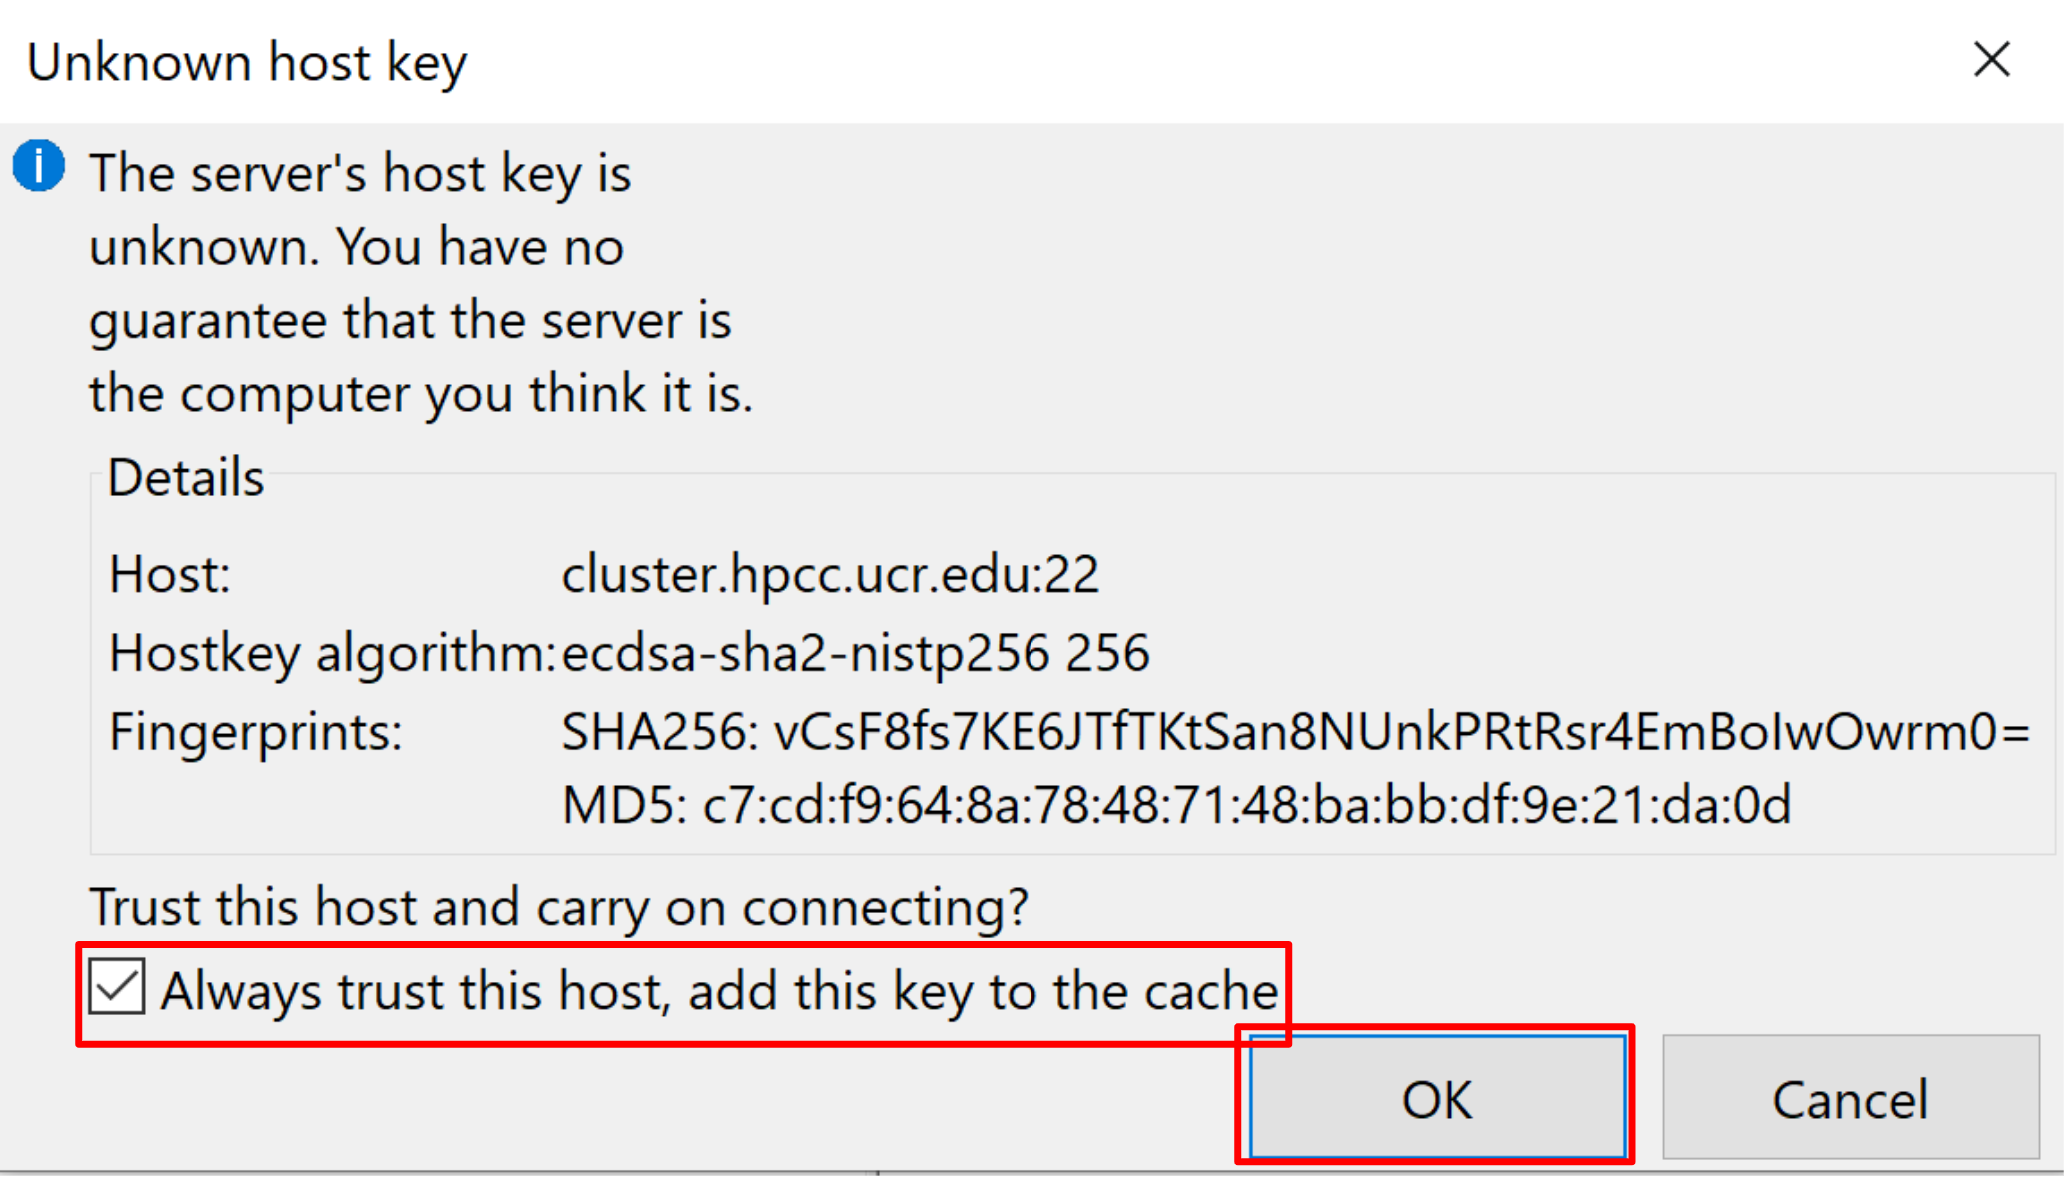 Unknown host key
The server's host key is
unknown. You have no
guarantee that the server is
the computer you think it is.
Details
Host: cluster.hpcc.ucr.edu:22
Hostkey algorithm: ecdsa-sha2-nistp256 256
Fingerprints: SHA256: vCsF8fs7KE6JTfTKtSan8NUnkPRtRsr4EmBoIwOwrm0=
MD5: c7:cd:f9:64:8a:78:48:71:48:ba:bb:df:9e:21:da:0d
Trust this host and carry on connecting?
Always trust this host, add this key to the cache
OK Cancel